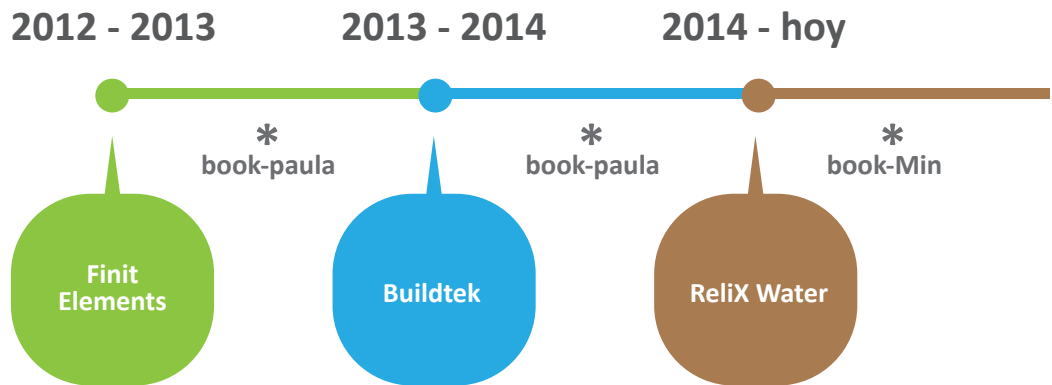 2012 - 2013
2013 - 2014
2014 - hoy
*
book-paula
*
book-paula
*
book-Min
Finit
Elements
Buildtek
ReliX Water